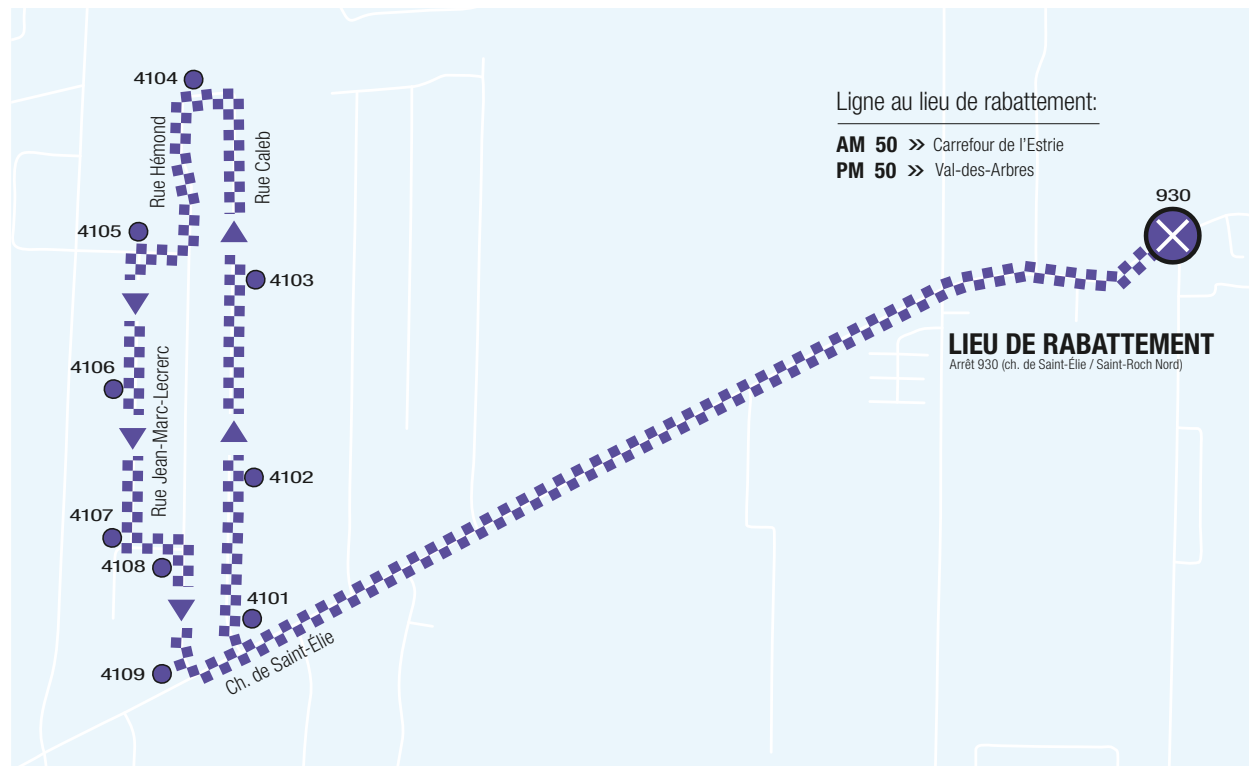 4104
Rue Hémond
Rue Caleb
4105
4103
4106
Rue Jean-Marc-Lecrerc
4102
4107
4108
4101
4109
Ch. de Saint-Élie
Ligne au lieu de rabattement:
AM 50 >> Carrefour de l'Estrie
PM 50 >> Val-des-Arbres
930
LIEU DE RABATTEMENT
Arrêt 930 (ch. de Saint-Élie / Saint-Roch Nord)